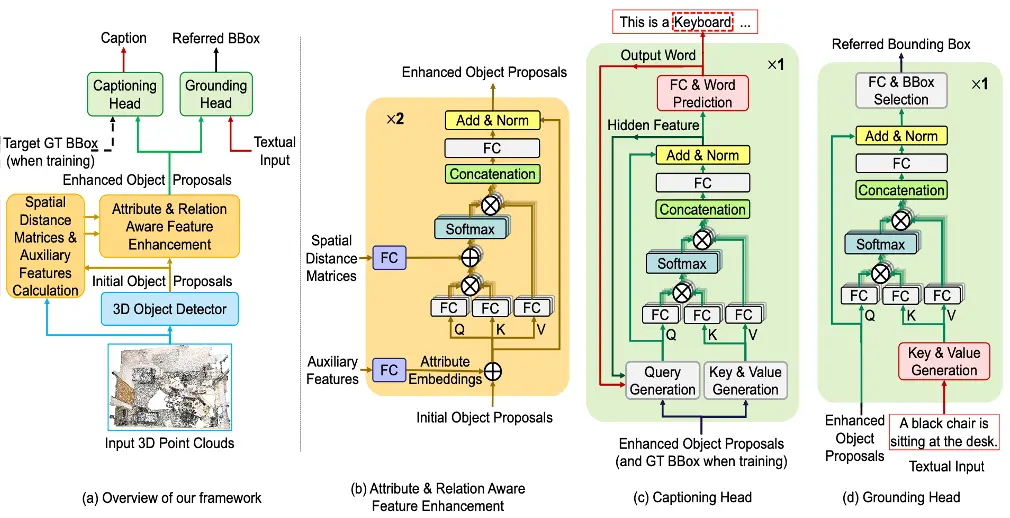 Caption
Referred BBox
Captioning
Head
Grounding
Head
Target GT BBox
(when training)
Textual
Input
Enhanced Object Proposals
Spatial
Distance
Matrices &
Auxiliary
Features
Calculation
Attribute & Relation
Aware Feature
Enhancement
Initial Object Proposals
3D Object Detector
Input 3D Point Clouds
(a) Overview of our framework
Enhanced Object Proposals
×2
Add & Norm
FC
Concatenation
Softmax
Spatial
Distance
Matrices
FC
FC
FC
FC
Q
K
V
Auxiliary
Features
FC
Attribute
Embeddings
Initial Object Proposals
(b) Attribute & Relation Aware
Feature Enhancement
This is a Keyboard ...
Output Word
×1
FC & Word
Prediction
Hidden Feature
Add & Norm
FC
Concatenation
Softmax
FC
FC
FC
Q
K
V
Query
Generation
Key & Value
Generation
Enhanced Object Proposals
(and GT BBox when training)
(c) Captioning Head
Referred Bounding Box
×1
FC & BBox
Selection
Add & Norm
FC
Concatenation
Softmax
FC
FC
FC
Q
K
V
Key & Value
Generation
Enhanced
Object
Proposals
A black chair is
sitting at the desk.
Textual Input
(d) Grounding Head